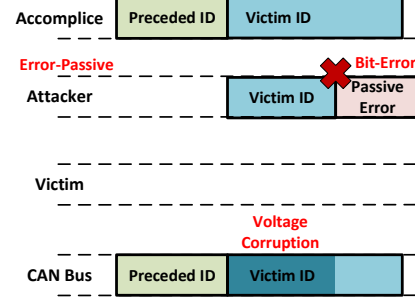 Accomplice Preceded ID Victim ID
Error-Passive Bit-Error
Attacker Victim ID Passive
Error
Victim
Voltage
Corruption
CAN Bus Preceded ID Victim ID